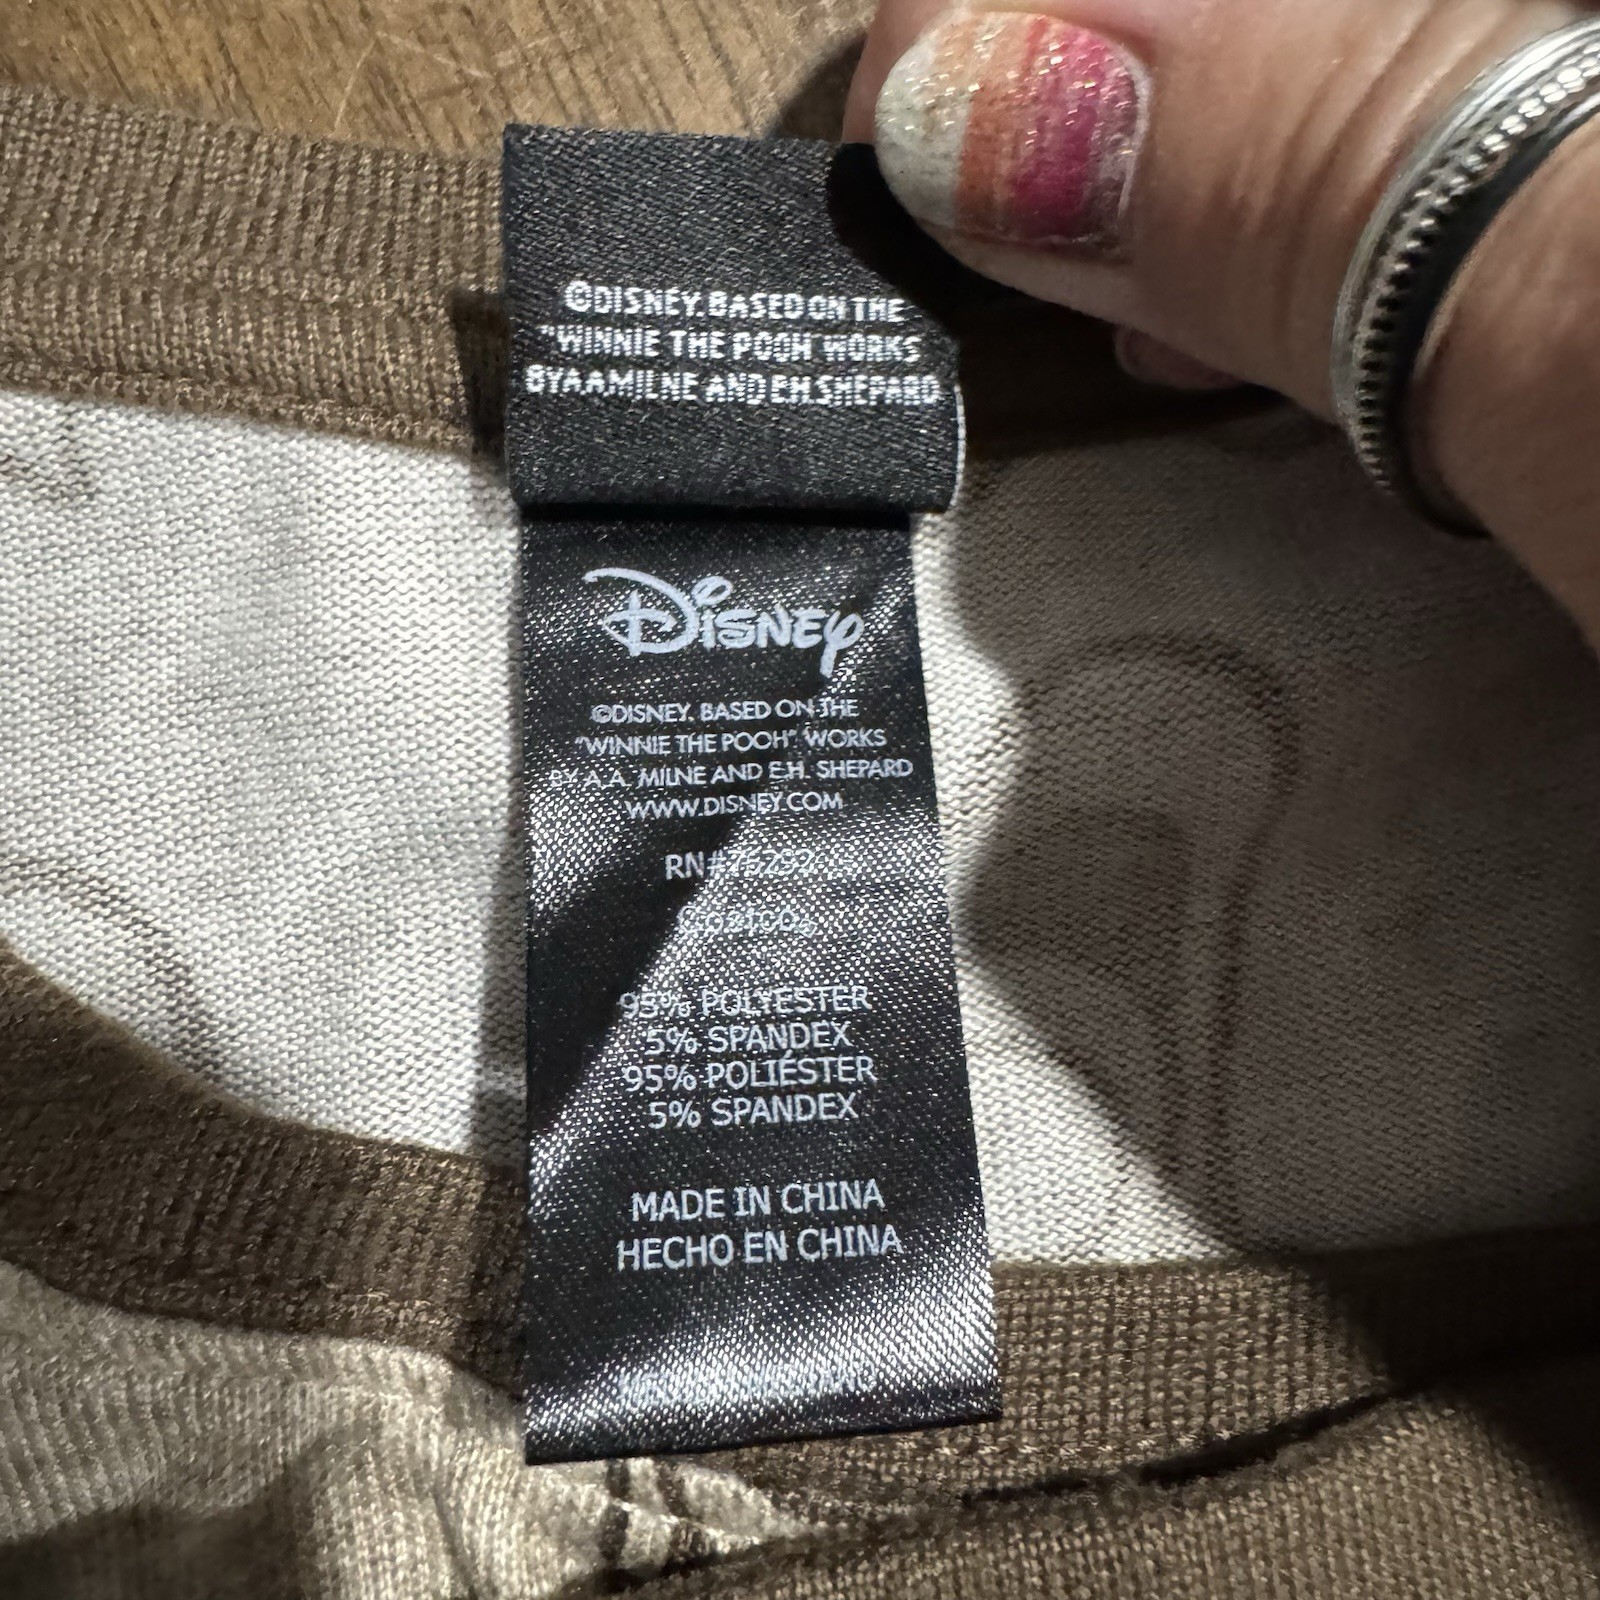 ©DISNEY. BASED ON THE
"WINNIE THE POOH WORKS
BY A A MILNE AND E.H. SHEPARD
Disney
©DISNEY. BASED ON THE
"WINNIE THE POOH" WORKS
BY A.A. MILNE AND E.H. SHEPARD
WWW.DISNEY.COM
95% POLYESTER
5% SPANDEX
95% POLIÉSTER
5% SPANDEX
MADE IN CHINA
HECHO EN CHINA